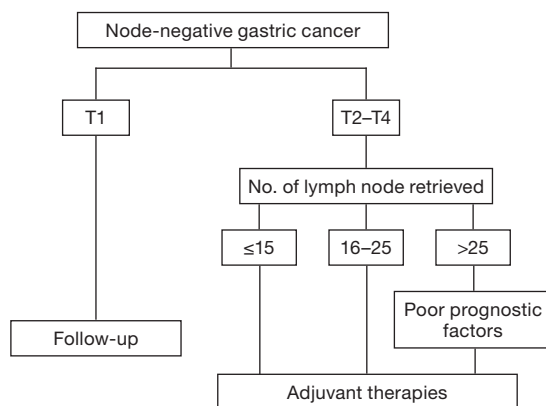 Node-negative gastric cancer
T1
T2–T4
No. of lymph node retrieved
≤15
16–25
>25
Poor prognostic
factors
Follow-up
Adjuvant therapies